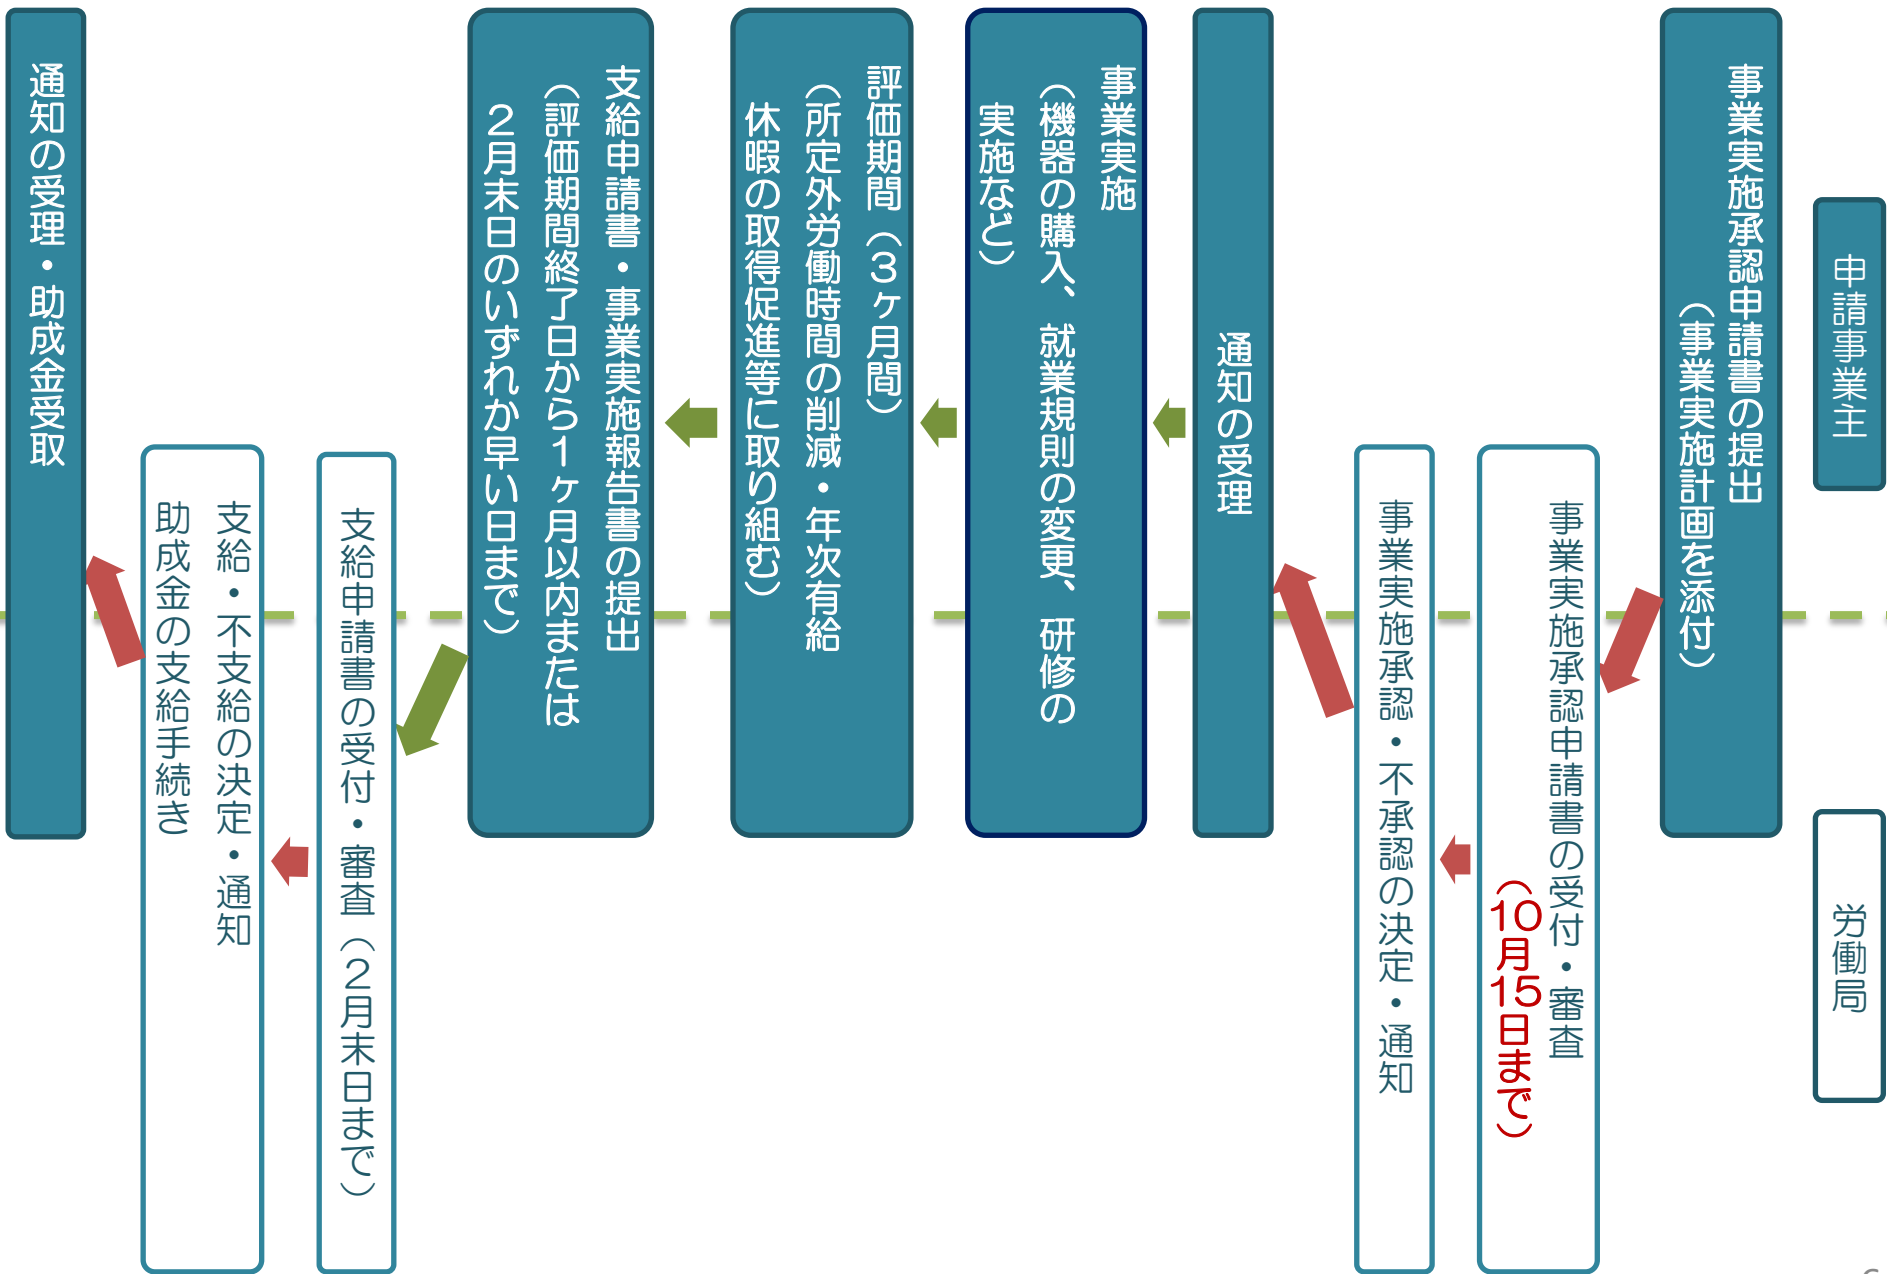 申請事業主
労働局
事業実施承認申請書の提出
（事業実施計画を添付）
事業実施承認申請書の受付・審査
（10月15日まで）
事業実施承認・不承認の決定・通知
通知の受理
事業実施
（機器の購入、就業規則の変更、研修の
実施など）
評価期間（３ヶ月間）
（所定外労働時間の削減・年次有給
休暇の取得促進等に取り組む）
支給申請書・事業実施報告書の提出
（評価期間終了日から１ヶ月以内または
２月末日のいずれか早い日まで）
支給申請書の受付・審査（２月末日まで）
支給・不支給の決定・通知
助成金の支給手続き
通知の受理・助成金受取